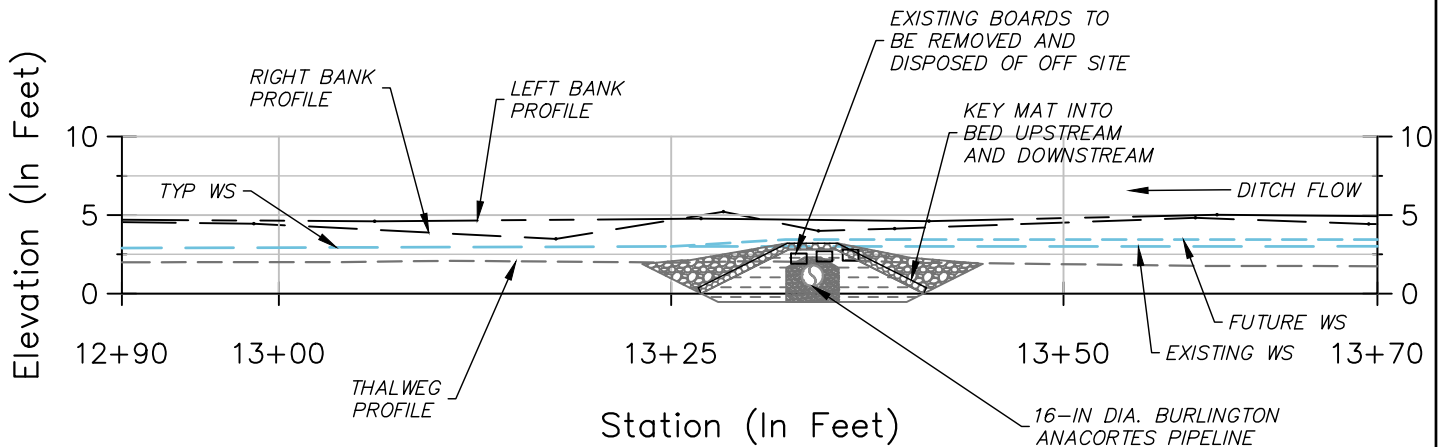 EXISTING BOARDS TO
BE REMOVED AND
DISPOSED OF OFF SITE
RIGHT BANK
PROFILE
LEFT BANK
PROFILE
KEY MAT INTO
BED UPSTREAM
AND DOWNSTREAM
Elevation (In Feet)
10
5
0
TYP WS
DITCH FLOW
10
5
0
FUTURE WS
EXISTING WS
12+90
13+00
13+25
13+50
13+70
THALWEG
PROFILE
Station (In Feet)
16-IN DIA. BURLINGTON
ANACORTES PIPELINE